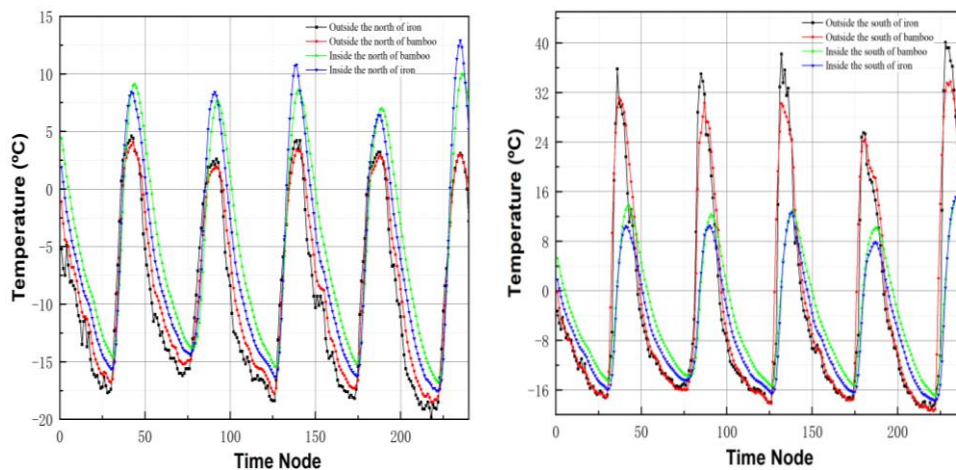 15
10
5
0
-5
-10
-15
-20
Temperature (ºC)
Outside the north of iron
Outside the north of bamboo
Inside the north of bamboo
Inside the north of iron
0
50
100
150
200
Time Node
40
32
24
16
8
0
-8
-16
Temperature (ºC)
Outside the south of iron
Outside the south of bamboo
Inside the south of bamboo
Inside the south of iron
0
50
100
150
200
Time Node